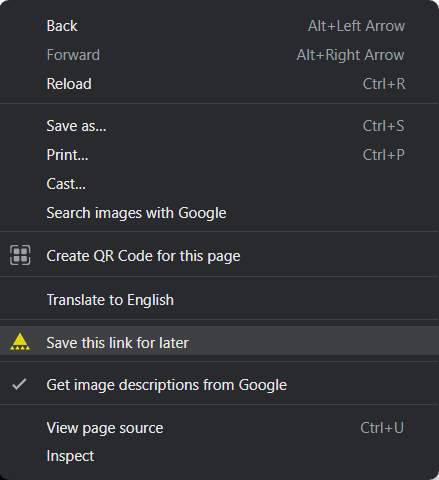 Back Alt+Left Arrow
Forward Alt+Right Arrow
Reload Ctrl+R
Save as... Ctrl+S
Print... Ctrl+P
Cast...
Search images with Google
Create QR Code for this page
Translate to English
Save this link for later
Get image descriptions from Google
View page source Ctrl+U
Inspect